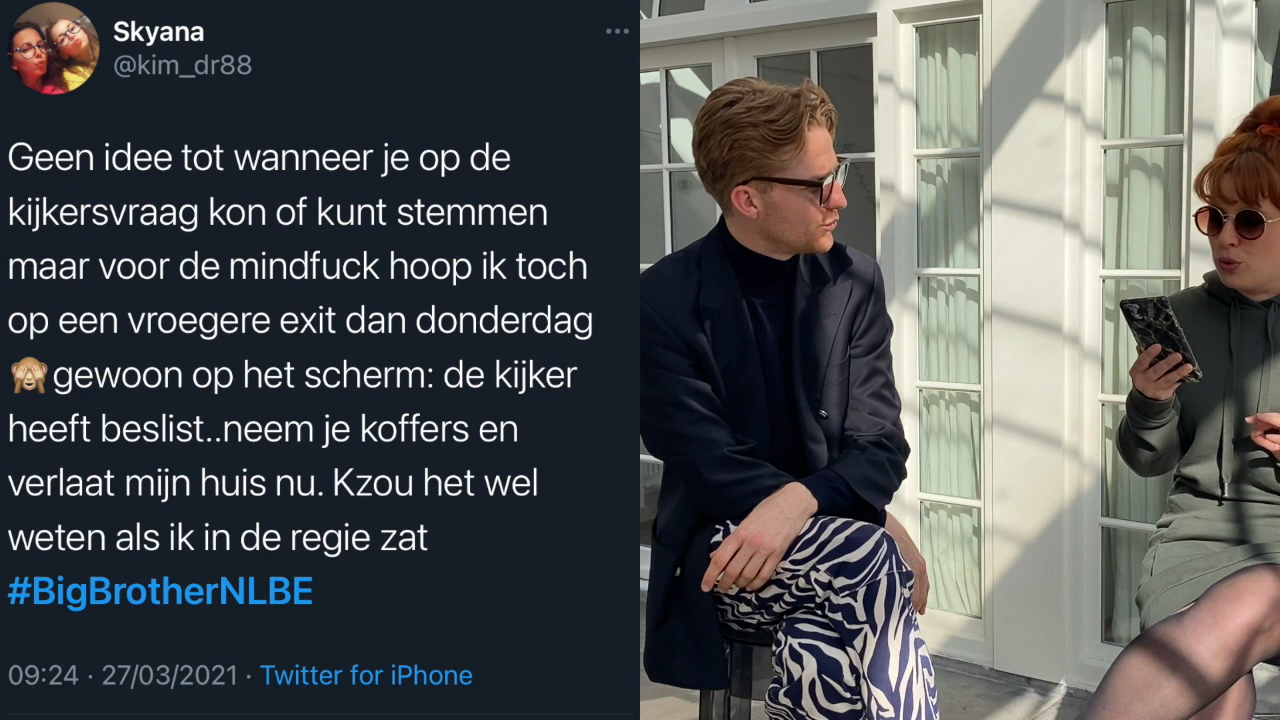 Skyana
@kim_dr88
Geen idee tot wanneer je op de
kijkersvraag kon of kunt stemmen
maar voor de mindfuck hoop ik toch
op een vroegere exit dan donderdag
🙈gewoon op het scherm: de kijker
heeft beslist..neem je koffers en
verlaat mijn huis nu. Kzou het wel
weten als ik in de regie zat
#BigBrotherNLBE
09:24 · 27/03/2021 · Twitter for iPhone